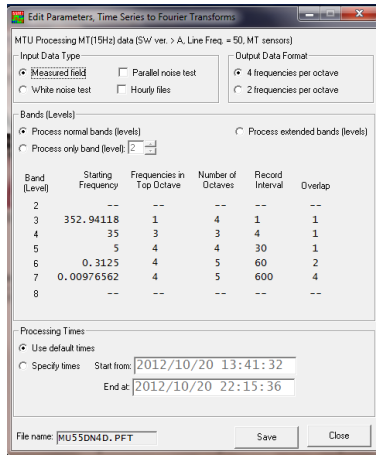 Edit Parameters, Time Series to Fourier Transforms
MTU Processing MT(15Hz) data (SW ver. > A, Line Freq. = 50, MT sensors)
Input Data Type
Measured field
Parallel noise test
White noise test
Hourly files
Output Data Format
4 frequencies per octave
2 frequencies per octave
Bands (Levels)
Process normal bands (levels)
Process extended bands (levels)
Process only band (level): 2
Band (Level) Starting Frequency Frequencies in Top Octave Number of Octaves Record Interval Overlap
2 -- -- -- -- --
3 352.94118 1 4 1 1
4 35 3 3 4 1
5 5 4 4 30 1
6 0.3125 4 5 60 2
7 0.00976562 4 5 600 4
8 -- -- -- -- --
Processing Times
Use default times
Specify times Start from: 2012/10/20 13:41:32
End at: 2012/10/20 22:15:36
File name: MU55DN4D.PFT
Save
Close